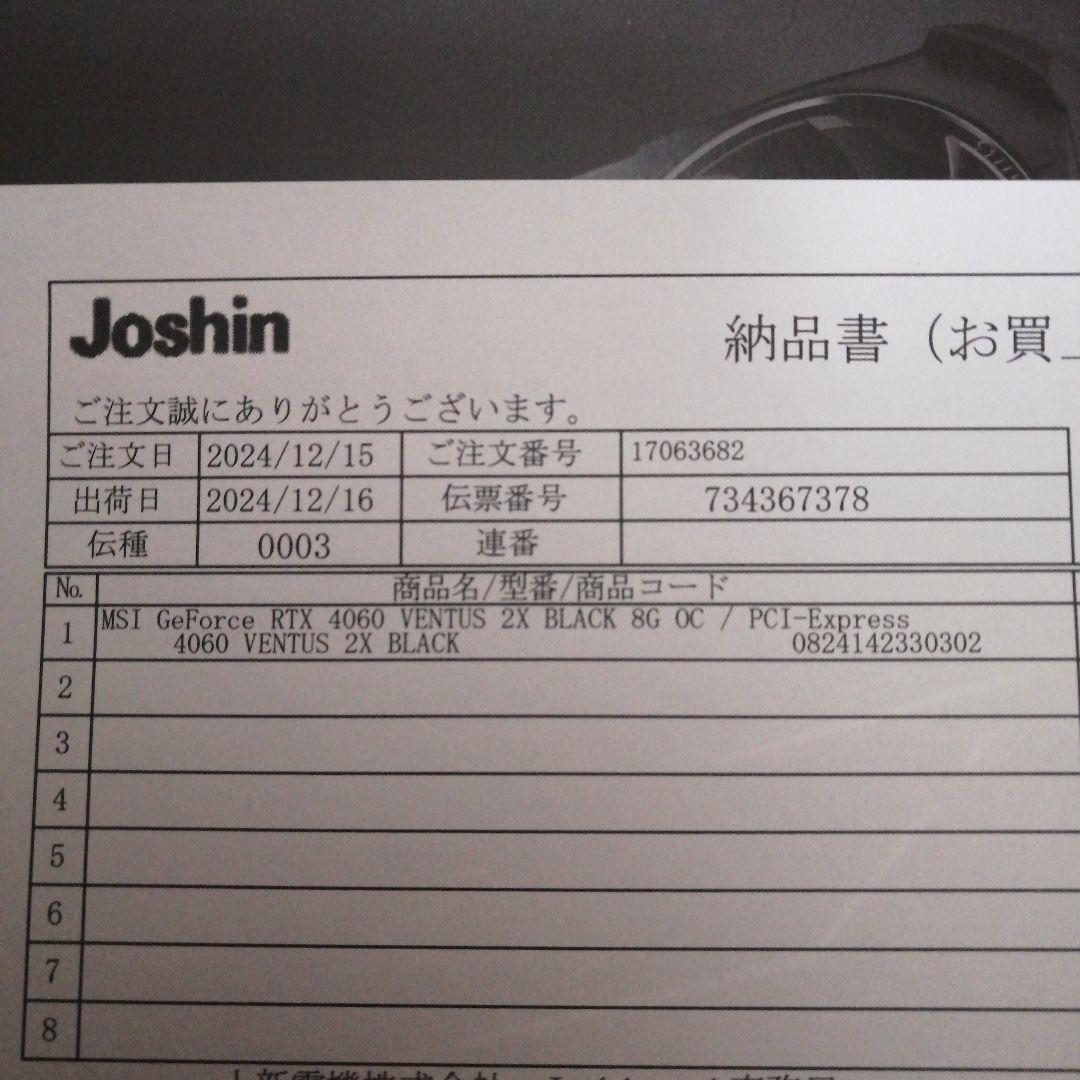 Joshin
納品書（お買
ご注文誠にありがとうございます。
ご注文日 2024/12/15 ご注文番号 17063682
出荷日 2024/12/16 伝票番号 734367378
伝種 0003 連番
No. 商品名/型番/商品コード
1 MSI GeForce RTX 4060 VENTUS 2X BLACK 8G OC / PCI-Express
4060 VENTUS 2X BLACK 0824142330302
2
3
4
5
6
7
8